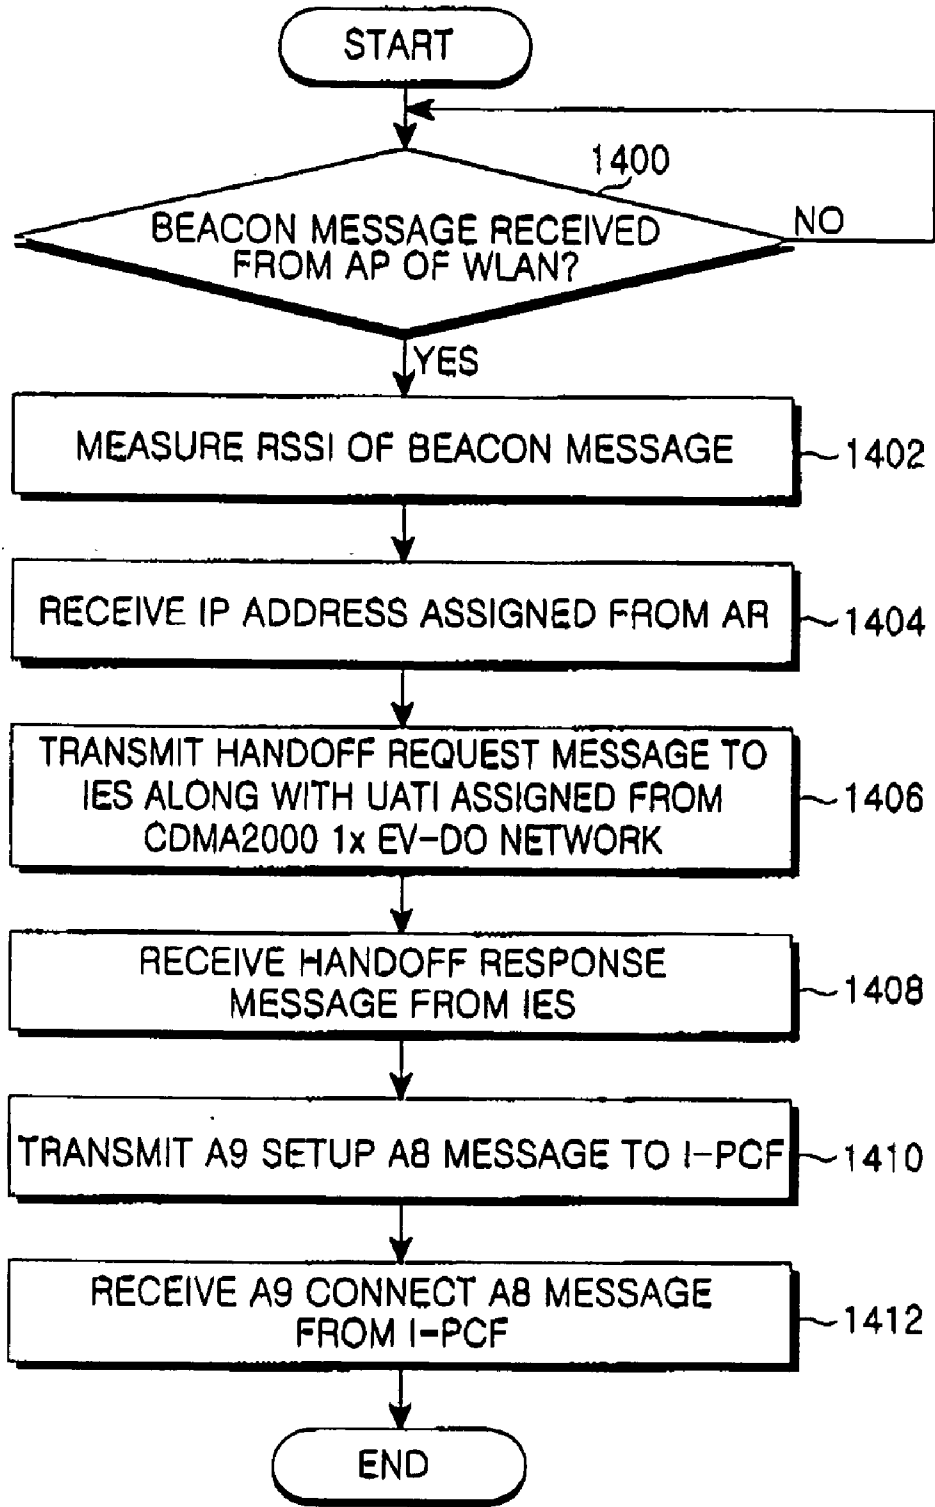 START
1400
BEACON MESSAGE RECEIVED
FROM AP OF WLAN?
NO
YES
MEASURE RSSI OF BEACON MESSAGE
1402
RECEIVE IP ADDRESS ASSIGNED FROM AR
1404
TRANSMIT HANDOFF REQUEST MESSAGE TO
IES ALONG WITH UATI ASSIGNED FROM
CDMA2000 1x EV-DO NETWORK
1406
RECEIVE HANDOFF RESPONSE
MESSAGE FROM IES
1408
TRANSMIT A9 SETUP A8 MESSAGE TO I-PCF
1410
RECEIVE A9 CONNECT A8 MESSAGE
FROM I-PCF
1412
END